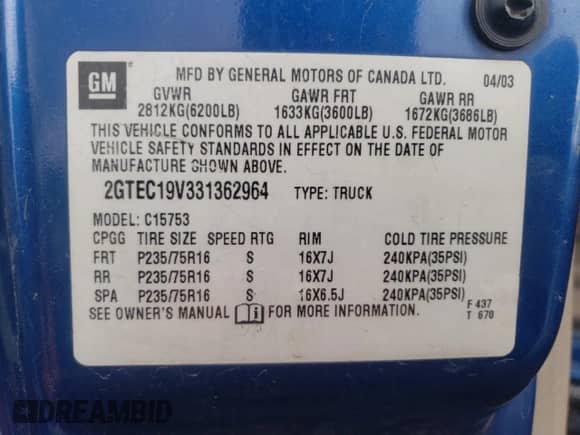 GM
MFD BY GENERAL MOTORS OF CANADA LTD. 04/03
GVWR GAWR FRT GAWR RR
2812KG(6200LB) 1633KG(3600LB) 1672KG(3686LB)
THIS VEHICLE CONFORMS TO ALL APPLICABLE U.S. FEDERAL MOTOR
VEHICLE SAFETY STANDARDS IN EFFECT ON THE DATE OF
MANUFACTURE SHOWN ABOVE.
2GTEC19V331362964 TYPE: TRUCK
MODEL: C15753
CPGG TIRE SIZE SPEED RTG RIM COLD TIRE PRESSURE
FRT P235/75R16 S 16X7J 240KPA(35PSI)
RR P235/75R16 S 16X7J 240KPA(35PSI)
SPA P235/75R16 S 16X6.5J 240KPA(35PSI)
SEE OWNER'S MANUAL FOR MORE INFORMATION.
F 437
T 670
DREAMBID